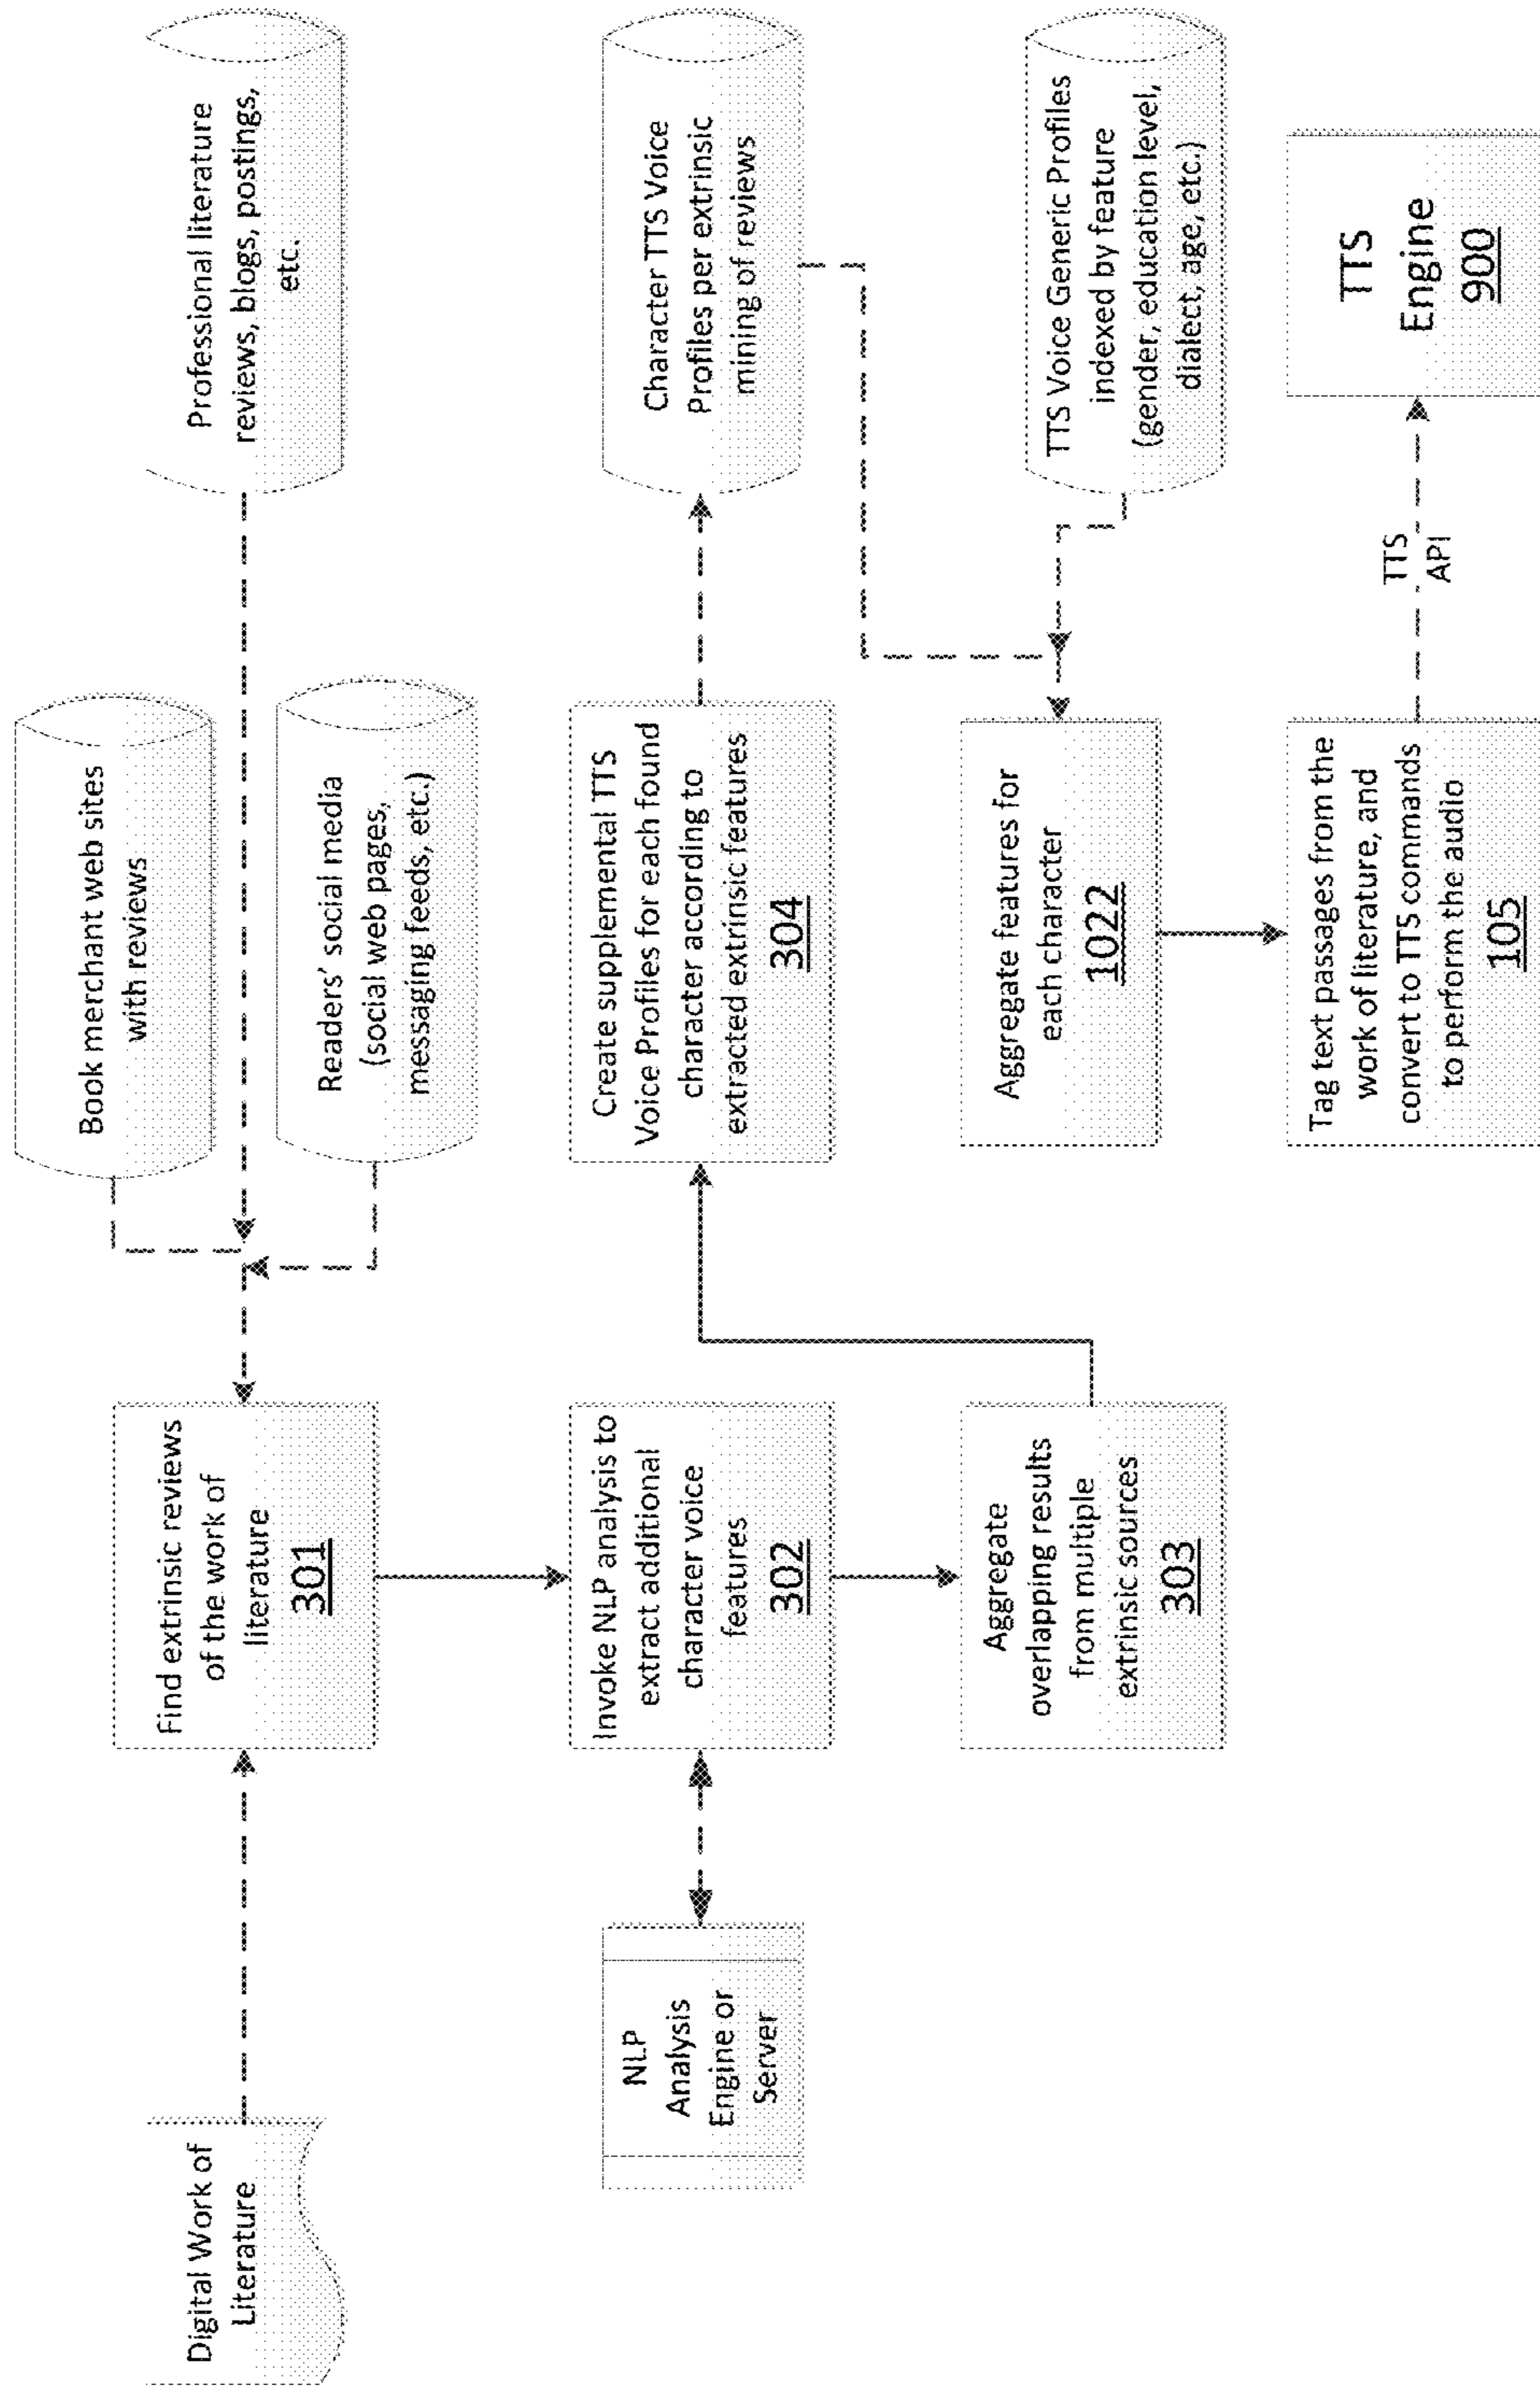 Digital Work of
Literature
Find extrinsic reviews
of the work of
literature
301
Book merchant web sites
with reviews
Readers' social media
(social web pages,
messaging feeds, etc.)
Professional literature
reviews, blogs, postings,
etc.
NLP
Analysis
Engine or
Server
Invoke NLP analysis to
extract additional
character voice
features
302
Aggregate
overlapping results
from multiple
extrinsic sources
303
Create supplemental TTS
Voice Profiles for each found
character according to
extracted extrinsic features
304
Character TTS Voice
Profiles per extrinsic
mining of reviews
TTS Voice Generic Profiles
indexed by feature
(gender, education level,
dialect, age, etc.)
Aggregate features for
each character
1022
Tag text passages from the
work of literature, and
convert to TTS commands
to perform the audio
105
TTS
API
TTS
Engine
900